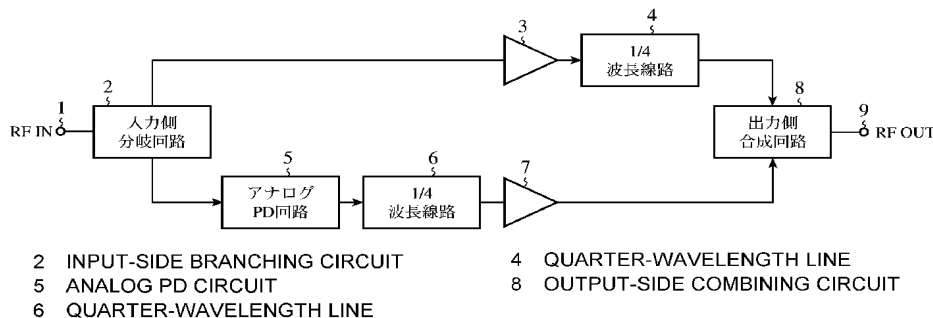 3
4
1/4
波長線路
2
1
RF IN
入力側
分岐回路
8
出力側
合成回路
9
RF OUT
5
アナログ
PD回路
6
1/4
波長線路
7
2 INPUT-SIDE BRANCHING CIRCUIT
5 ANALOG PD CIRCUIT
6 QUARTER-WAVELENGTH LINE
4 QUARTER-WAVELENGTH LINE
8 OUTPUT-SIDE COMBINING CIRCUIT